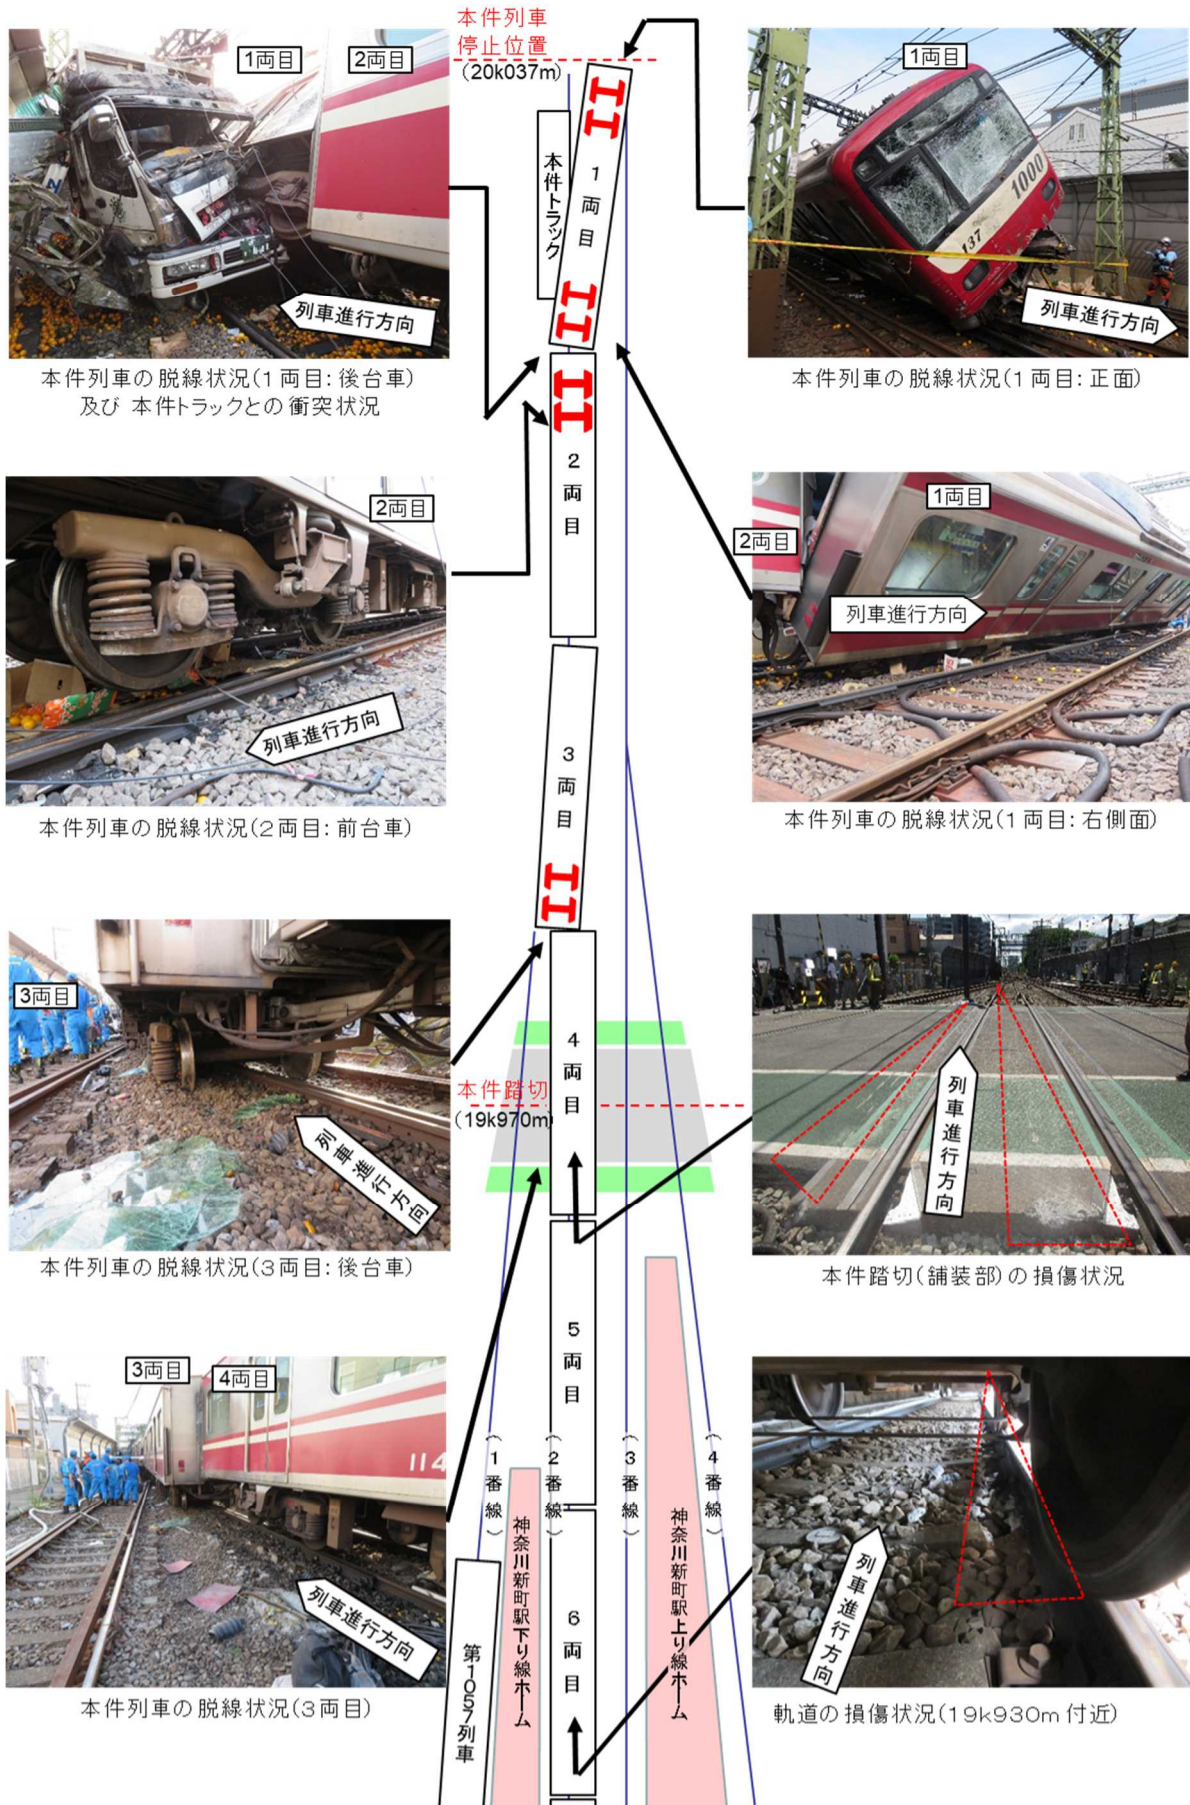 本件列車
停止位置
(20k037m)
1両目
2両目
列車進行方向
本件列車の脱線状況(1両目:後台車)
及び 本件トラックとの衝突状況
1両目
1000
137
列車進行方向
本件列車の脱線状況(1両目:正面)
本件トラック
1両目
2両目
2両目
列車進行方向
本件列車の脱線状況(2両目:前台車)
1両目
2両目
列車進行方向
本件列車の脱線状況(1両目:右側面)
3両目
3両目
列車進行方向
本件列車の脱線状況(3両目:後台車)
4両目
本件踏切
(19k970m)
列車進行方向
本件踏切(舗装部)の損傷状況
5両目
3両目
4両目
114
列車進行方向
本件列車の脱線状況(3両目)
(1番線)
(2番線)
(3番線)
(4番線)
神奈川新町駅下り線ホーム
神奈川新町駅上り線ホーム
6両目
第1057列車
列車進行方向
軌道の損傷状況(19k930m付近)